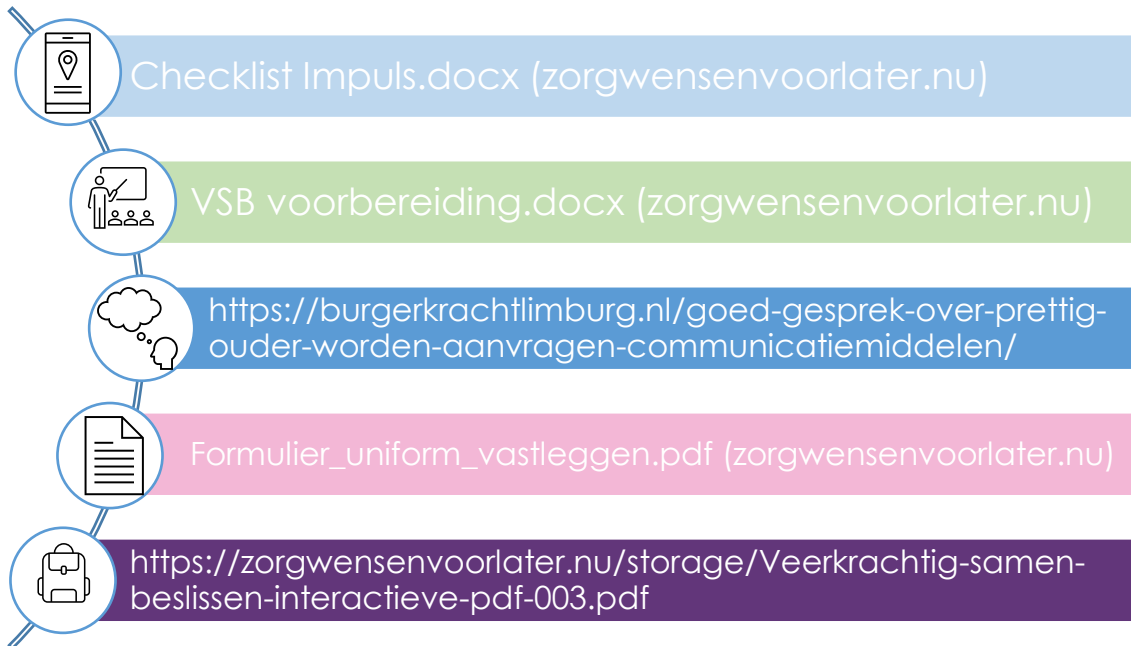 Checklist Impuls.docx (zorgwensenvoorlater.nu)
VSB voorbereiding.docx (zorgwensenvoorlater.nu)
https://burgerkrachtlimburg.nl/goed-gesprek-over-prettig-
ouder-worden-aanvragen-communicatiemiddelen/
Formulier_uniform_vastleggen.pdf (zorgwensenvoorlater.nu)
https://zorgwensenvoorlater.nu/storage/Veerkrachtig-samen-
beslissen-interactieve-pdf-003.pdf